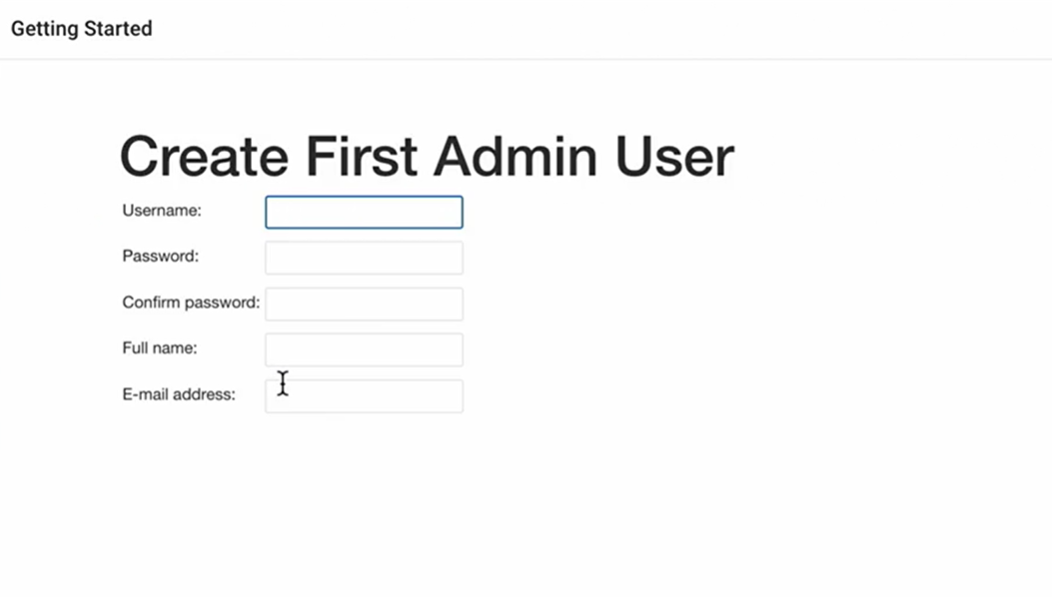 Getting Started
Create First Admin User
Username:
Password:
Confirm password:
Full name:
E-mail address: